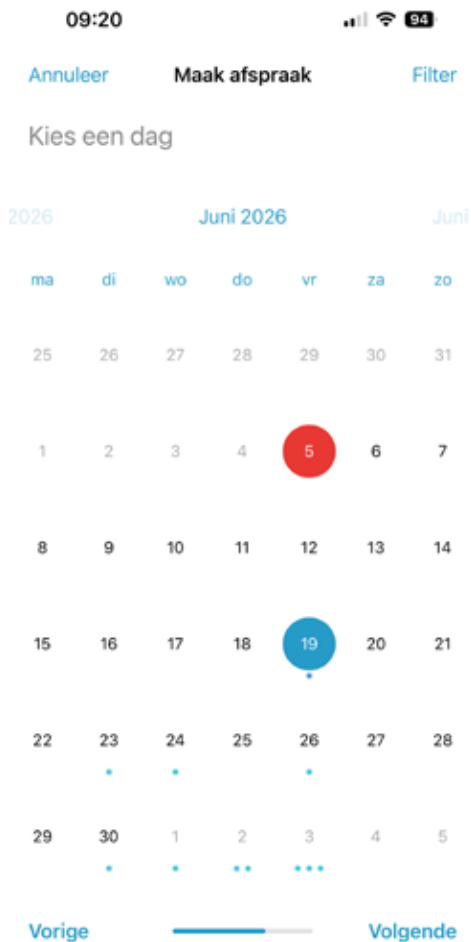 09:20 94
Annuleer Maak afspraak Filter
Kies een dag
2026 Juni 2026 Juni
ma di wo do vr za zo
25 26 27 28 29 30 31
1 2 3 4 5 6 7
8 9 10 11 12 13 14
15 16 17 18 19 20 21
22 23 24 25 26 27 28
29 30 1 2 3 4 5
Vorige Volgende